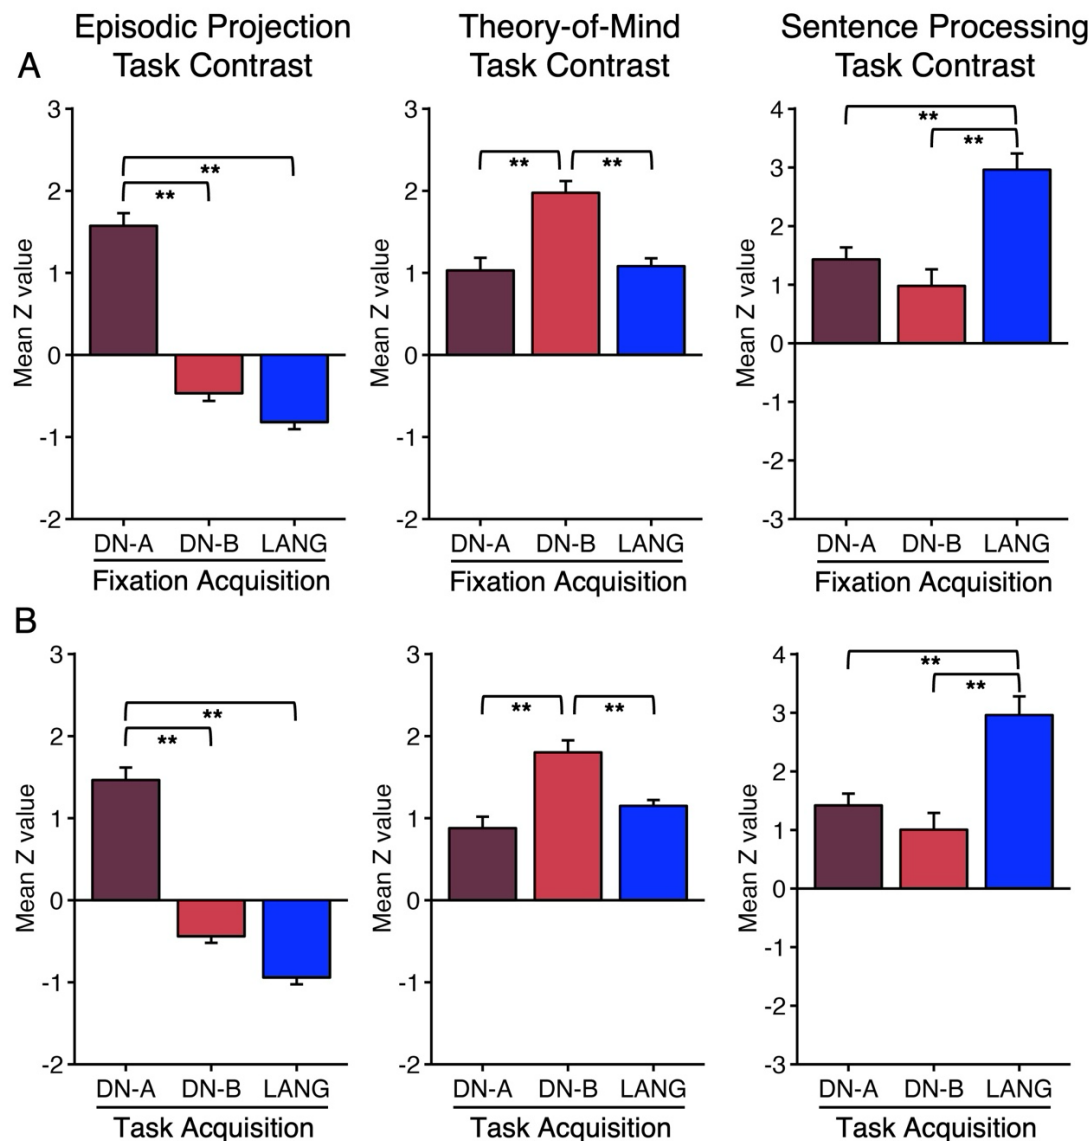 Episodic Projection
Task Contrast
Theory-of-Mind
Task Contrast
Sentence Processing
Task Contrast
A
Mean Z value
3
2
1
0
-1
-2
**
**
DN-A DN-B LANG
Fixation Acquisition
Mean Z value
3
2
1
0
-1
-2
** **
DN-A DN-B LANG
Fixation Acquisition
Mean Z value
4
3
2
1
0
-1
-2
-3
**
**
DN-A DN-B LANG
Fixation Acquisition
B
Mean Z value
3
2
1
0
-1
-2
**
**
DN-A DN-B LANG
Task Acquisition
Mean Z value
3
2
1
0
-1
-2
** **
DN-A DN-B LANG
Task Acquisition
Mean Z value
4
3
2
1
0
-1
-2
-3
**
**
DN-A DN-B LANG
Task Acquisition